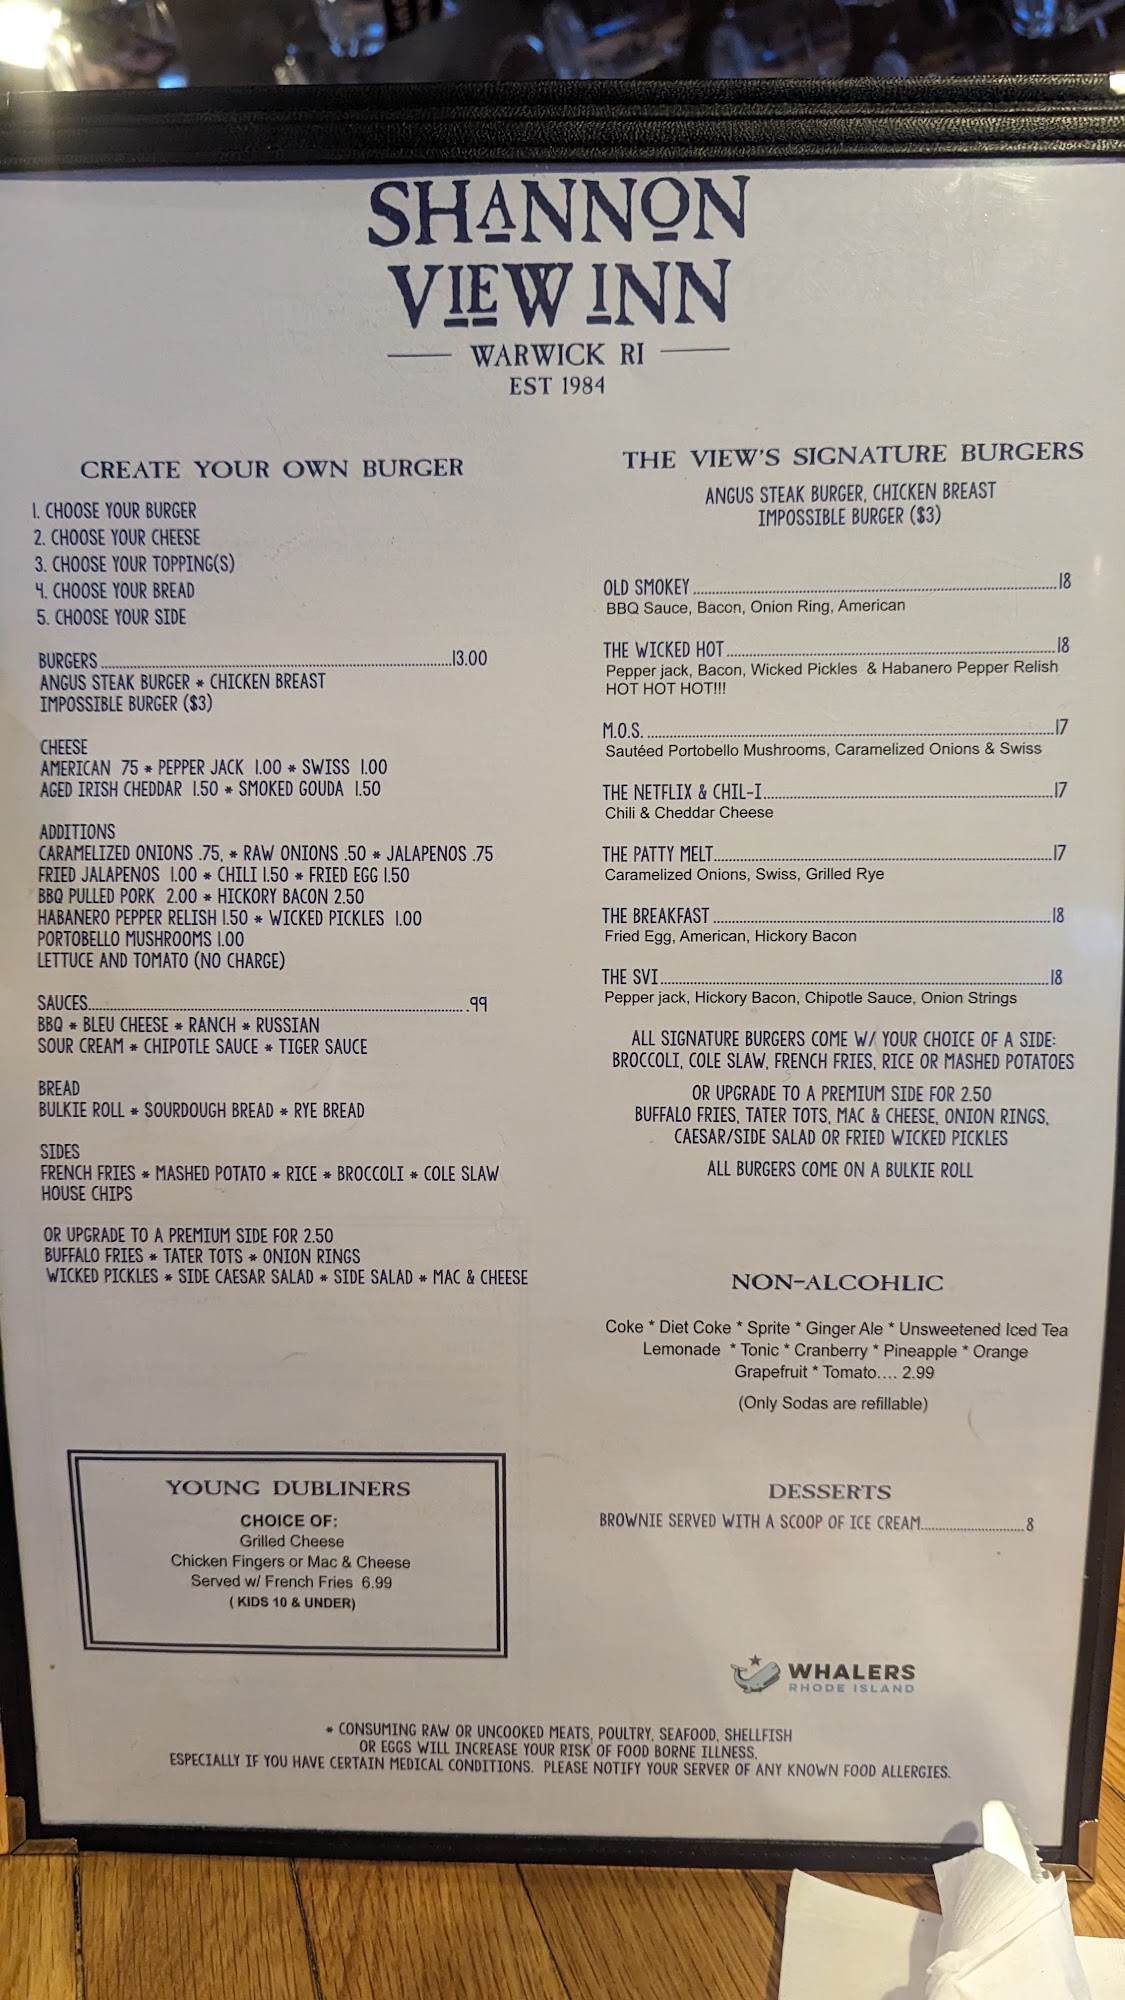 SHANNON
VIEW INN
WARWICK RI
EST 1984
CREATE YOUR OWN BURGER
1. CHOOSE YOUR BURGER
2. CHOOSE YOUR CHEESE
3. CHOOSE YOUR TOPPING(S)
4. CHOOSE YOUR BREAD
5. CHOOSE YOUR SIDE
BURGERS 13.00
ANGUS STEAK BURGER * CHICKEN BREAST
IMPOSSIBLE BURGER ($3)
CHEESE
AMERICAN 75 * PEPPER JACK 1.00 * SWISS 1.00
AGED IRISH CHEDDAR 1.50 * SMOKED GOUDA 1.50
ADDITIONS
CARAMELIZED ONIONS .75, * RAW ONIONS .50 * JALAPENOS .75
FRIED JALAPENOS 1.00 * CHILI 1.50 * FRIED EGG 1.50
BBQ PULLED PORK 2.00 * HICKORY BACON 2.50
HABANERO PEPPER RELISH 1.50 * WICKED PICKLES 1.00
PORTOBELLO MUSHROOMS 1.00
LETTUCE AND TOMATO (NO CHARGE)
SAUCES .99
BBQ * BLEU CHEESE * RANCH * RUSSIAN
SOUR CREAM * CHIPOTLE SAUCE * TIGER SAUCE
BREAD
BULKIE ROLL * SOURDOUGH BREAD * RYE BREAD
SIDES
FRENCH FRIES * MASHED POTATO * RICE * BROCCOLI * COLE SLAW
HOUSE CHIPS
OR UPGRADE TO A PREMIUM SIDE FOR 2.50
BUFFALO FRIES * TATER TOTS * ONION RINGS
WICKED PICKLES * SIDE CAESAR SALAD * SIDE SALAD * MAC & CHEESE
YOUNG DUBLINERS
CHOICE OF:
Grilled Cheese
Chicken Fingers or Mac & Cheese
Served w/ French Fries 6.99
( KIDS 10 & UNDER)
THE VIEW'S SIGNATURE BURGERS
ANGUS STEAK BURGER, CHICKEN BREAST
IMPOSSIBLE BURGER ($3)
OLD SMOKEY 18
BBQ Sauce, Bacon, Onion Ring, American
THE WICKED HOT 18
Pepper jack, Bacon, Wicked Pickles & Habanero Pepper Relish
HOT HOT HOT!!!
M.O.S. 17
Sautéed Portobello Mushrooms, Caramelized Onions & Swiss
THE NETFLIX & CHIL-I 17
Chili & Cheddar Cheese
THE PATTY MELT 17
Caramelized Onions, Swiss, Grilled Rye
THE BREAKFAST 18
Fried Egg, American, Hickory Bacon
THE SVI 18
Pepper jack, Hickory Bacon, Chipotle Sauce, Onion Strings
ALL SIGNATURE BURGERS COME W/ YOUR CHOICE OF A SIDE:
BROCCOLI, COLE SLAW, FRENCH FRIES, RICE OR MASHED POTATOES
OR UPGRADE TO A PREMIUM SIDE FOR 2.50
BUFFALO FRIES, TATER TOTS, MAC & CHEESE, ONION RINGS,
CAESAR/SIDE SALAD OR FRIED WICKED PICKLES
ALL BURGERS COME ON A BULKIE ROLL
NON-ALCOHLIC
Coke * Diet Coke * Sprite * Ginger Ale * Unsweetened Iced Tea
Lemonade * Tonic * Cranberry * Pineapple * Orange
Grapefruit * Tomato.... 2.99
(Only Sodas are refillable)
DESSERTS
BROWNIE SERVED WITH A SCOOP OF ICE CREAM 8
WHALERS
RHODE ISLAND
* CONSUMING RAW OR UNCOOKED MEATS, POULTRY, SEAFOOD, SHELLFISH
OR EGGS WILL INCREASE YOUR RISK OF FOOD BORNE ILLNESS,
ESPECIALLY IF YOU HAVE CERTAIN MEDICAL CONDITIONS. PLEASE NOTIFY YOUR SERVER OF ANY KNOWN FOOD ALLERGIES.